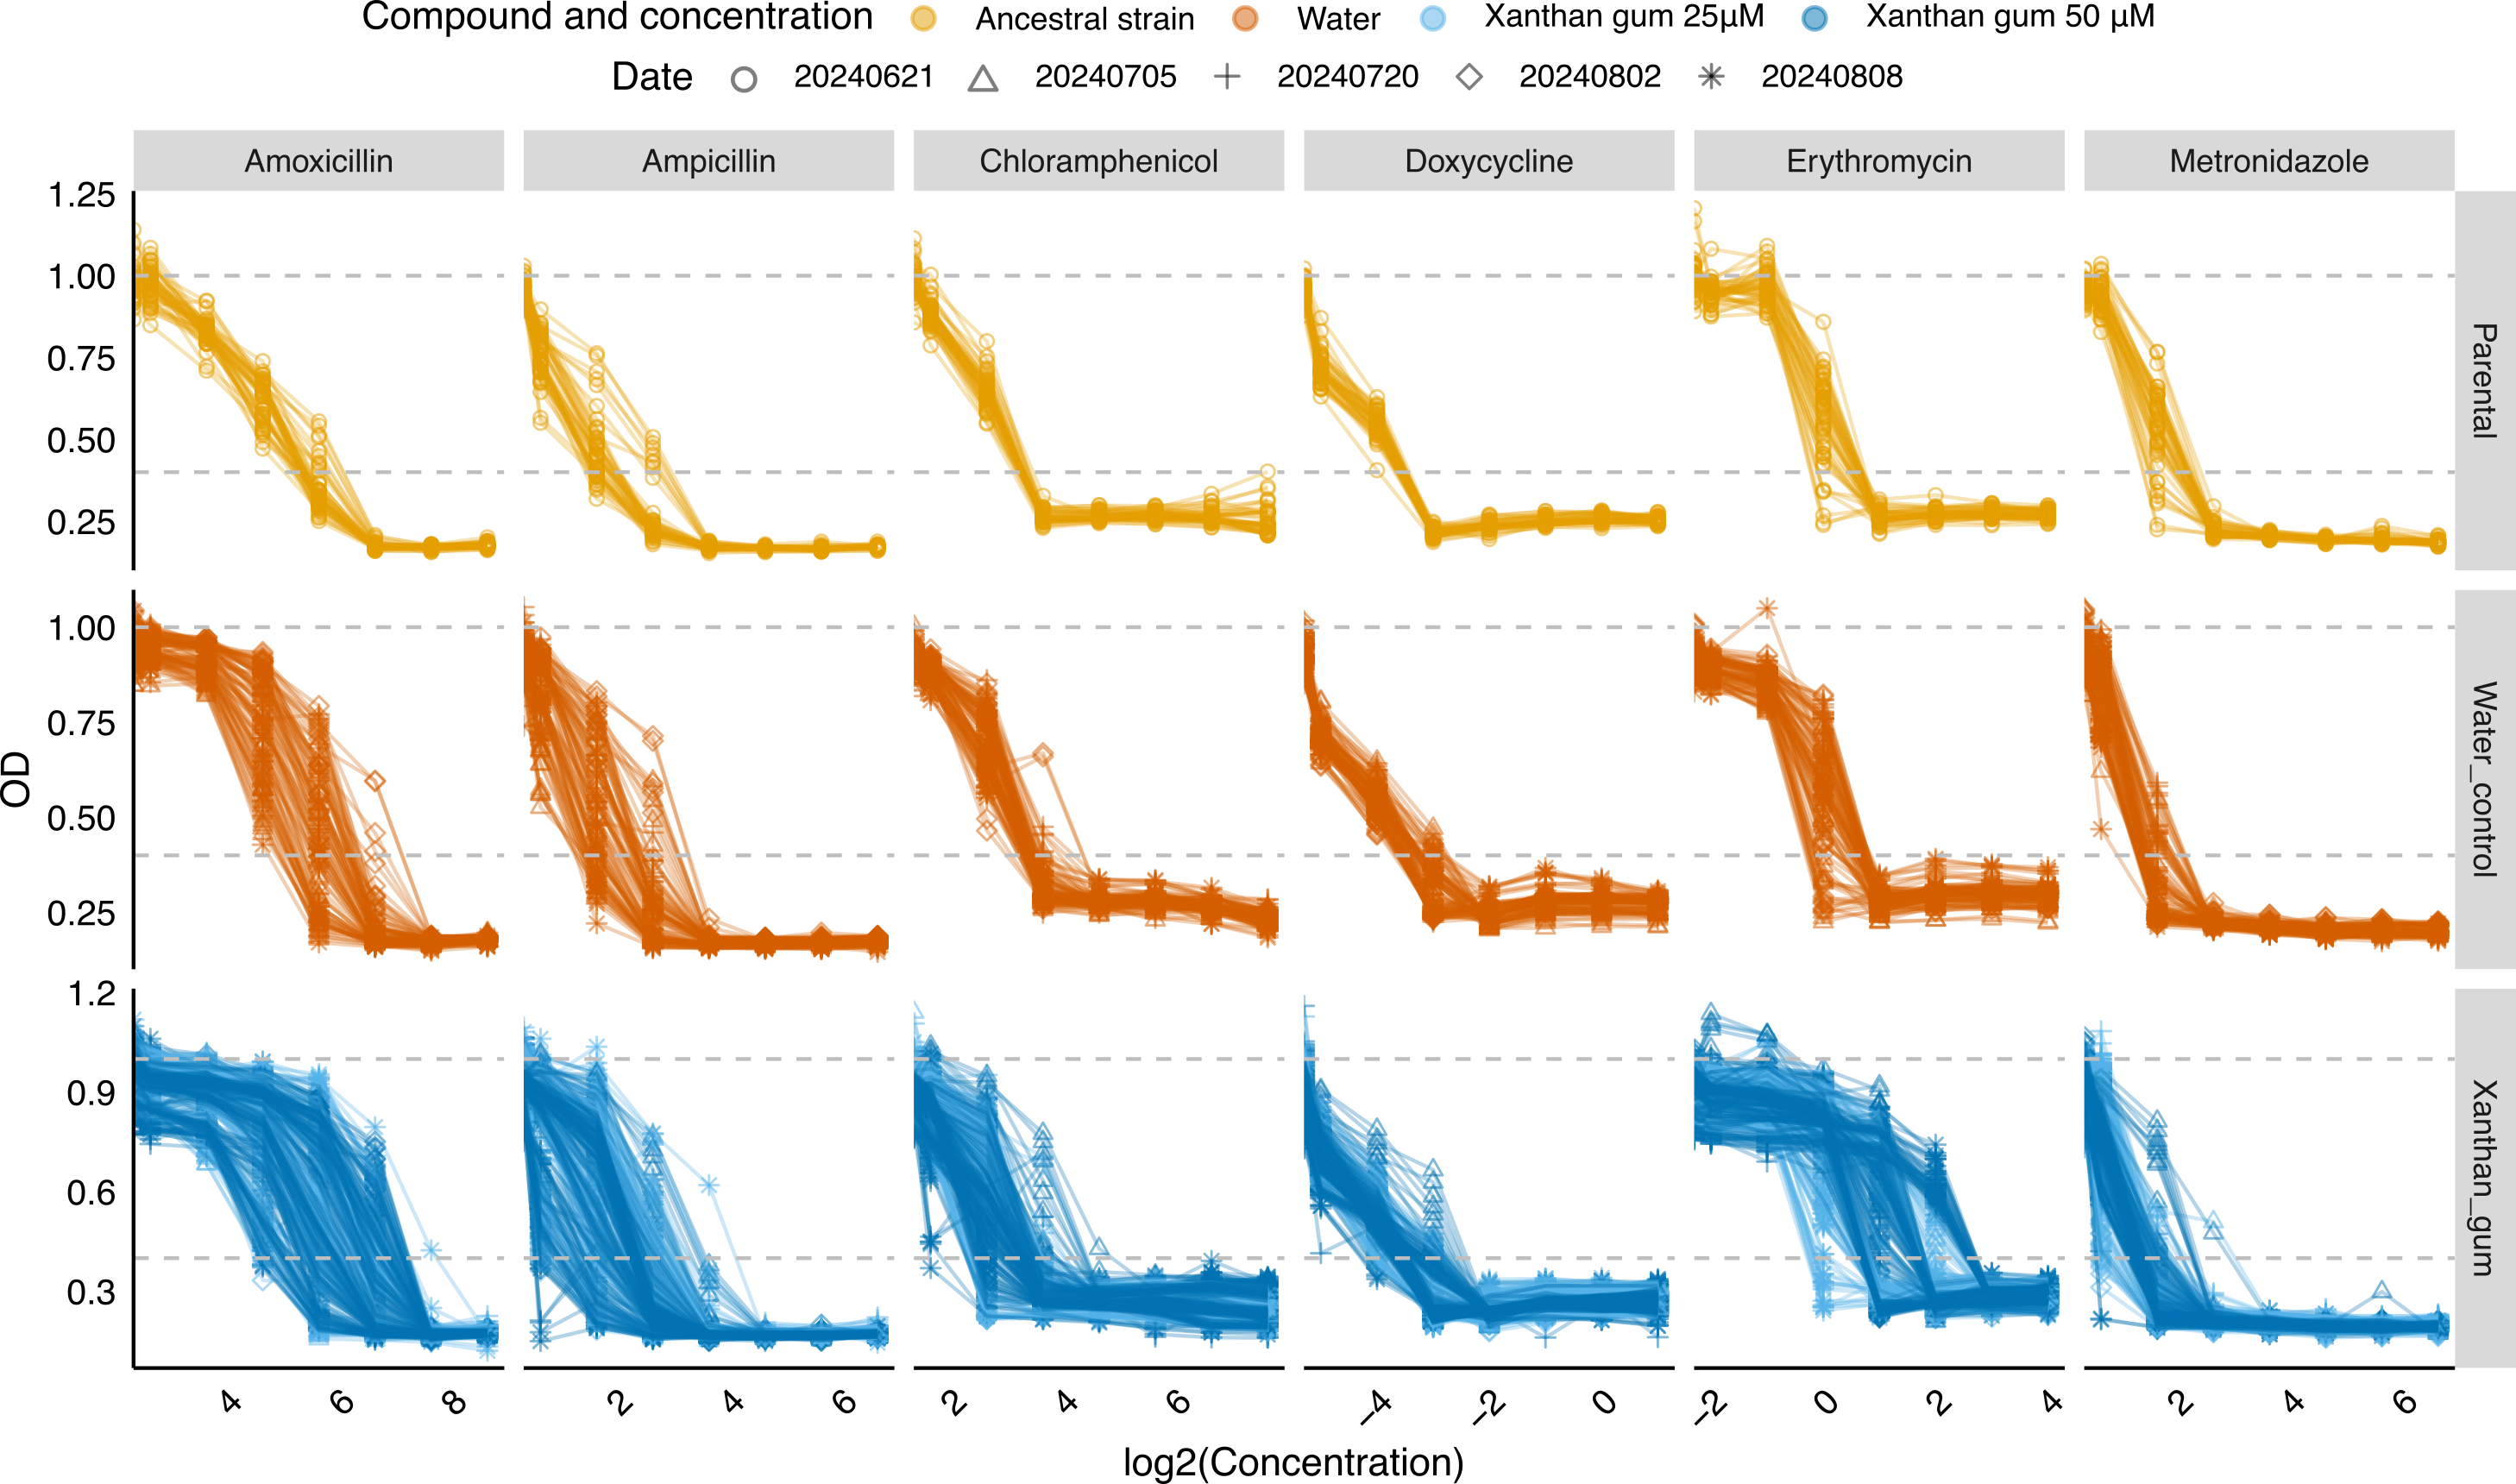 Compound and concentration Ancestral strain Water Xanthan gum 25µM Xanthan gum 50 µM
Date 20240621 20240705 20240720 20240802 20240808
Amoxicillin Ampicillin Chloramphenicol Doxycycline Erythromycin Metronidazole
1.25
1.00
0.75
0.50
0.25
Parental
1.00
0.75
0.50
0.25
Water_control
1.2
0.9
0.6
0.3
Xanthan_gum
OD
4 6 8 2 4 6 2 4 6 −4 −2 0 −2 0 2 4 2 4 6
log2(Concentration)